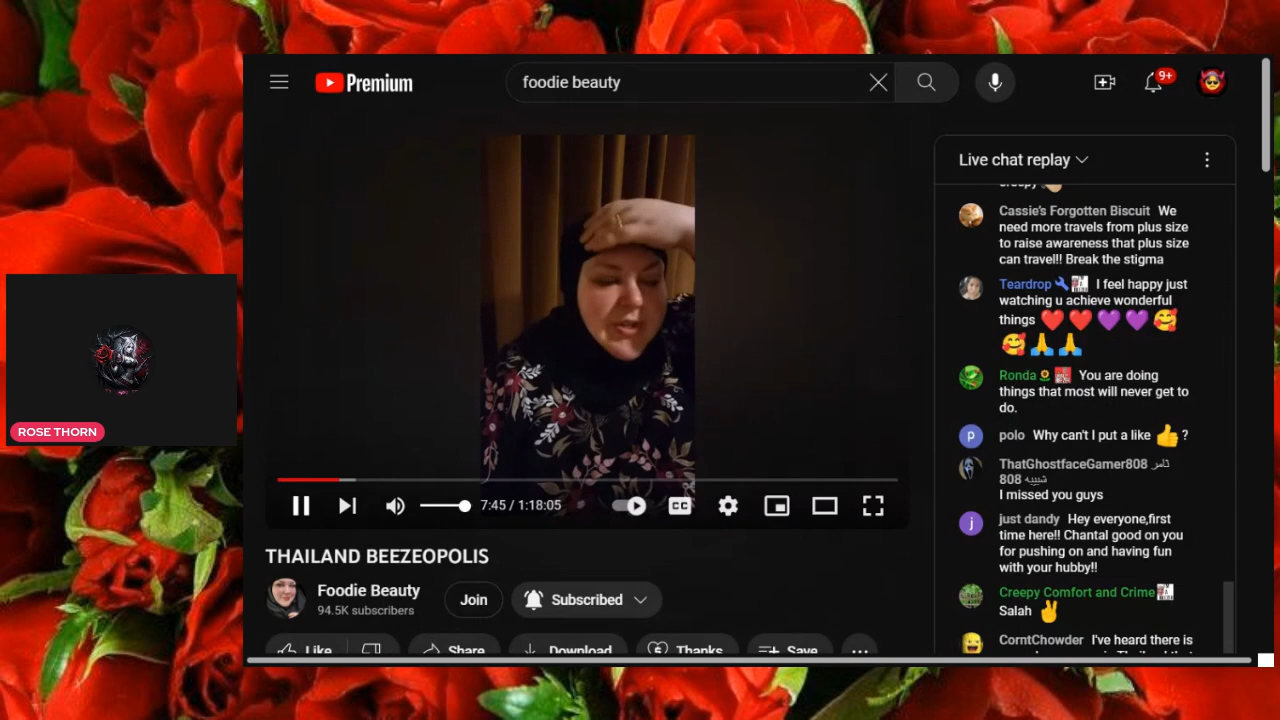 Premium
foodie beauty
9+
Live chat replay
Cassie's Forgotten Biscuit We
need more travels from plus size
to raise awareness that plus size
can travel!! Break the stigma
Teardrop I feel happy just
watching u achieve wonderful
things
Ronda You are doing
things that most will never get to
do.
p polo Why can't I put a like ?
ThatGhostfaceGamer808 ثامر
شبيبه 808
I missed you guys
j just dandy Hey everyone,first
time here!! Chantal good on you
for pushing on and having fun
with your hubby!!
Creepy Comfort and Crime
Salah
CorntChowder I've heard there is
ROSE THORN
7:45 / 1:18:05
CC
THAILAND BEEZEOPOLIS
Foodie Beauty
94.5K subscribers
Join
Subscribed
Like
Share
Download
Thanks
Save